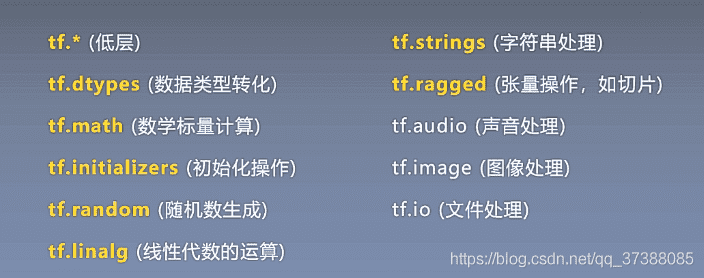 tf.* (低层)
tf.dtypes (数据类型转化)
tf.math (数学标量计算)
tf.initializers (初始化操作)
tf.random (随机数生成)
tf.linalg (线性代数的运算)
tf.strings (字符串处理)
tf.ragged (张量操作，如切片)
tf.audio (声音处理)
tf.image (图像处理)
tf.io (文件处理)
https://blog.csdn.net/qq_37388085